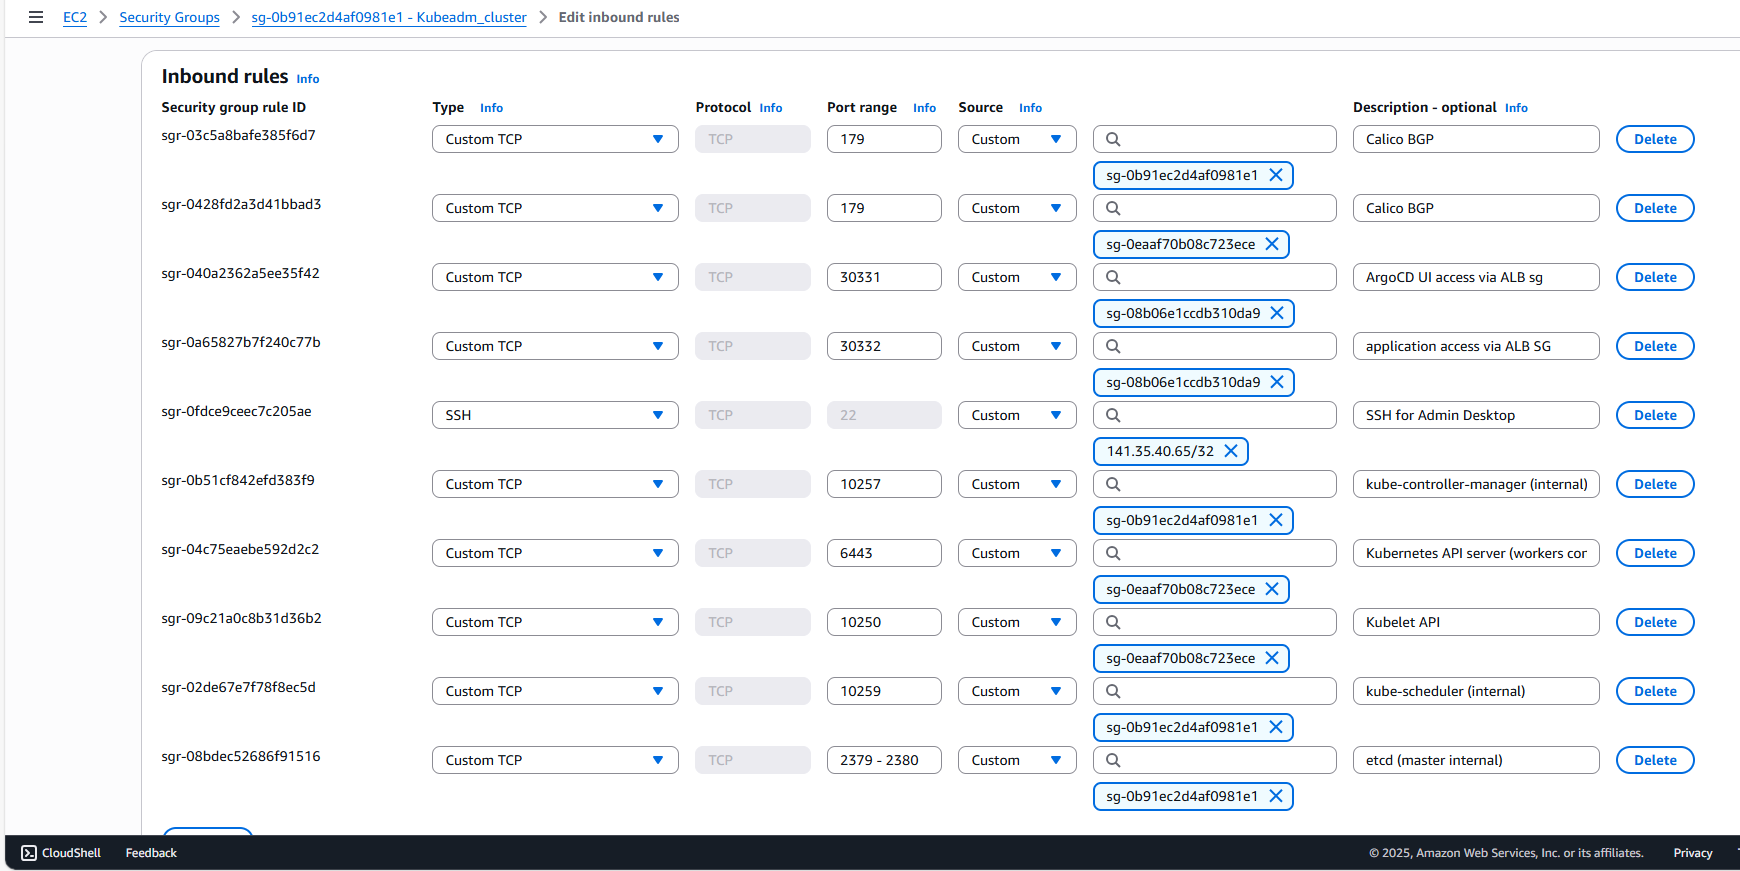 EC2 > Security Groups > sg-0b91ec2d4af0981e1 - Kubeadm_cluster > Edit inbound rules
Inbound rules Info
Security group rule ID Type Info Protocol Info Port range Info Source Info Description - optional Info
sgr-03c5a8bafe385f6d7 Custom TCP TCP 179 Custom Calico BGP Delete
sg-0b91ec2d4af0981e1
sgr-0428fd2a3d41bbad3 Custom TCP TCP 179 Custom Calico BGP Delete
sg-0eaaf70b08c723ece
sgr-040a2362a5ee35f42 Custom TCP TCP 30331 Custom ArgoCD UI access via ALB sg Delete
sg-08b06e1ccdb310da9
sgr-0a65827b7f240c77b Custom TCP TCP 30332 Custom application access via ALB SG Delete
sg-08b06e1ccdb310da9
sgr-0fdce9ceec7c205ae SSH TCP 22 Custom SSH for Admin Desktop Delete
141.35.40.65/32
sgr-0b51cf842efd383f9 Custom TCP TCP 10257 Custom kube-controller-manager (internal) Delete
sg-0b91ec2d4af0981e1
sgr-04c75eaebe592d2c2 Custom TCP TCP 6443 Custom Kubernetes API server (workers cor Delete
sg-0eaaf70b08c723ece
sgr-09c21a0c8b31d36b2 Custom TCP TCP 10250 Custom Kubelet API Delete
sg-0eaaf70b08c723ece
sgr-02de67e7f78f8ec5d Custom TCP TCP 10259 Custom kube-scheduler (internal) Delete
sg-0b91ec2d4af0981e1
sgr-08bdec52686f91516 Custom TCP TCP 2379 - 2380 Custom etcd (master internal) Delete
sg-0b91ec2d4af0981e1
CloudShell Feedback © 2025, Amazon Web Services, Inc. or its affiliates. Privacy